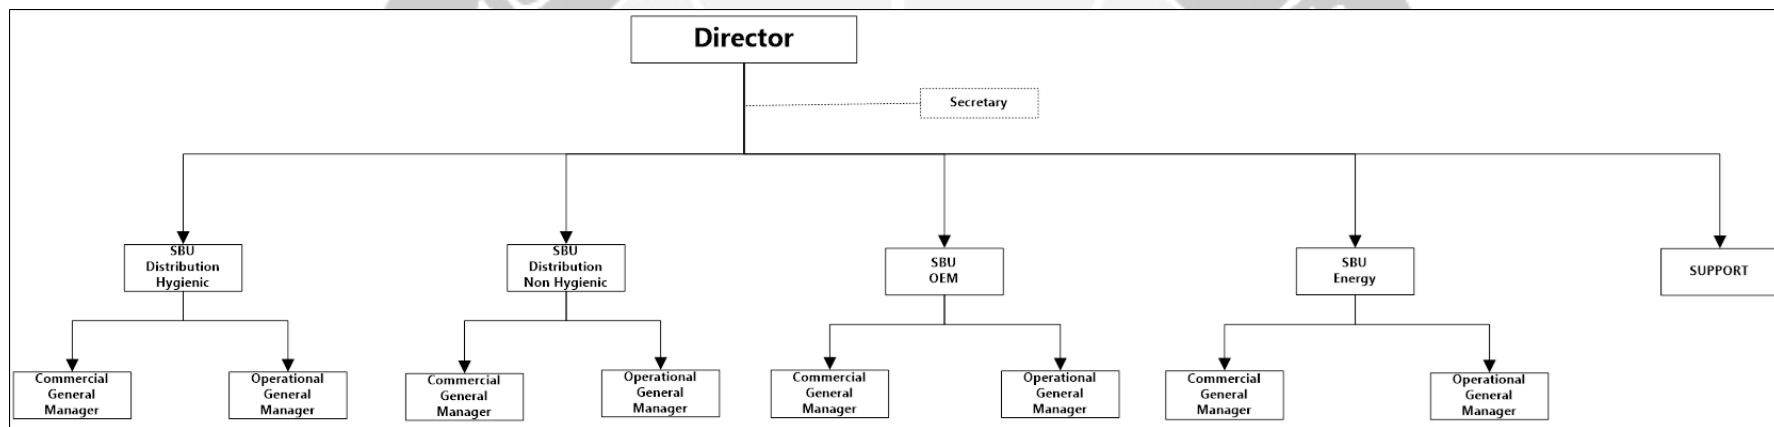 Director
Secretary
SBU
Distribution
Hygienic
SBU
Distribution
Non Hygienic
SBU
OEM
SBU
Energy
SUPPORT
Commercial
General
Manager
Operational
General
Manager
Commercial
General
Manager
Operational
General
Manager
Commercial
General
Manager
Operational
General
Manager
Commercial
General
Manager
Operational
General
Manager